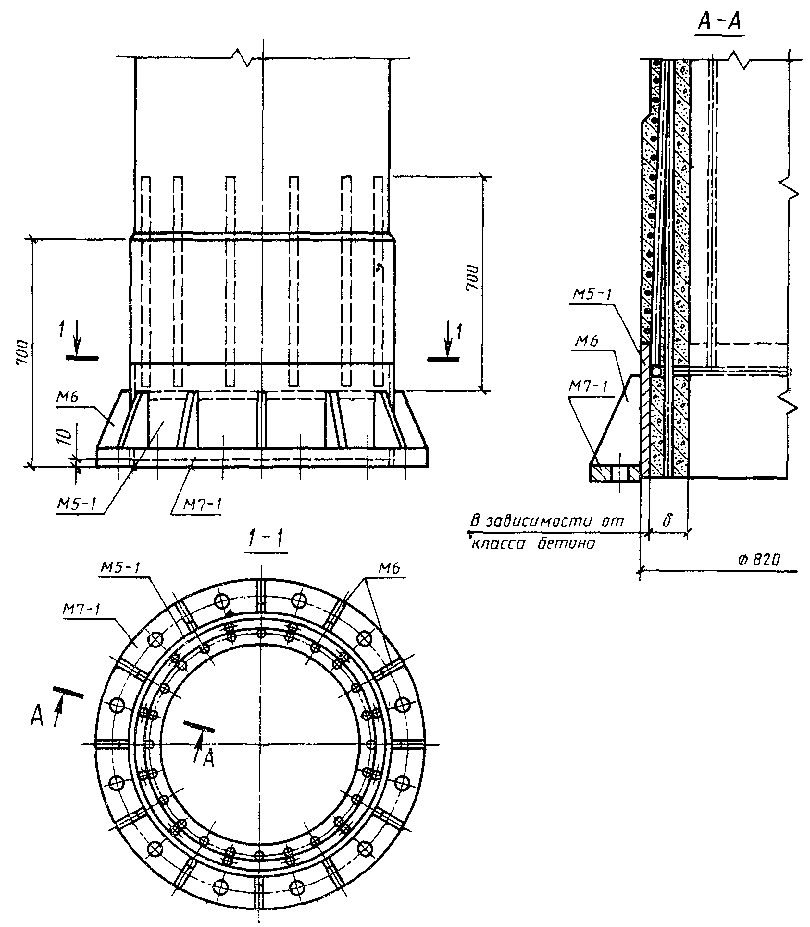 А-А
700
700
1
1
М6
10
М5-1
М7-1
М5-1
М6
М7-1
В зависимости от
класса бетона
δ
Ф 820
1-1
М5-1
М6
М7-1
А
А